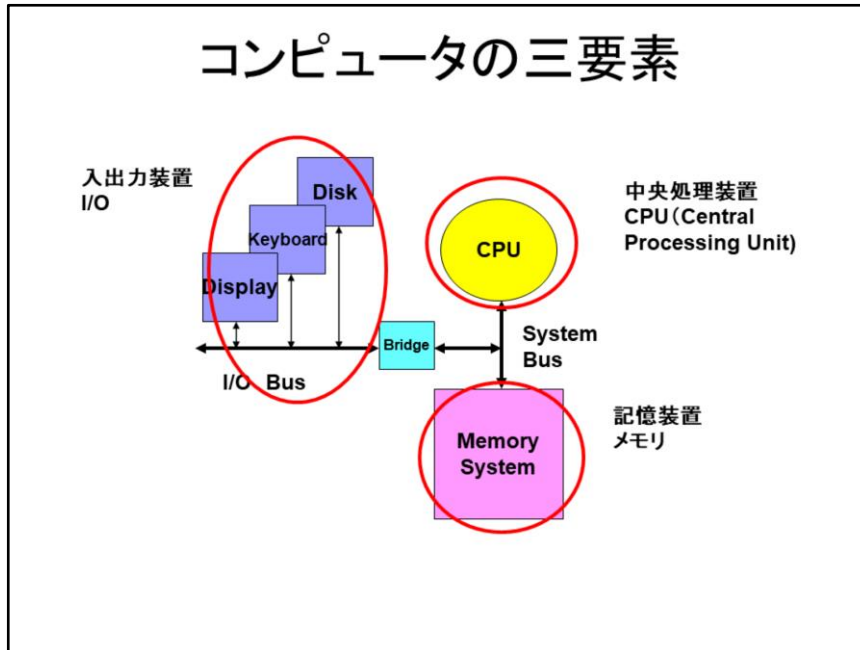 コンピュータの三要素
入出力装置
I/O
Disk
Keyboard
Display
I/O Bus
Bridge
CPU
System
Bus
中央処理装置
CPU(Central
Processing Unit)
Memory
System
記憶装置
メモリ